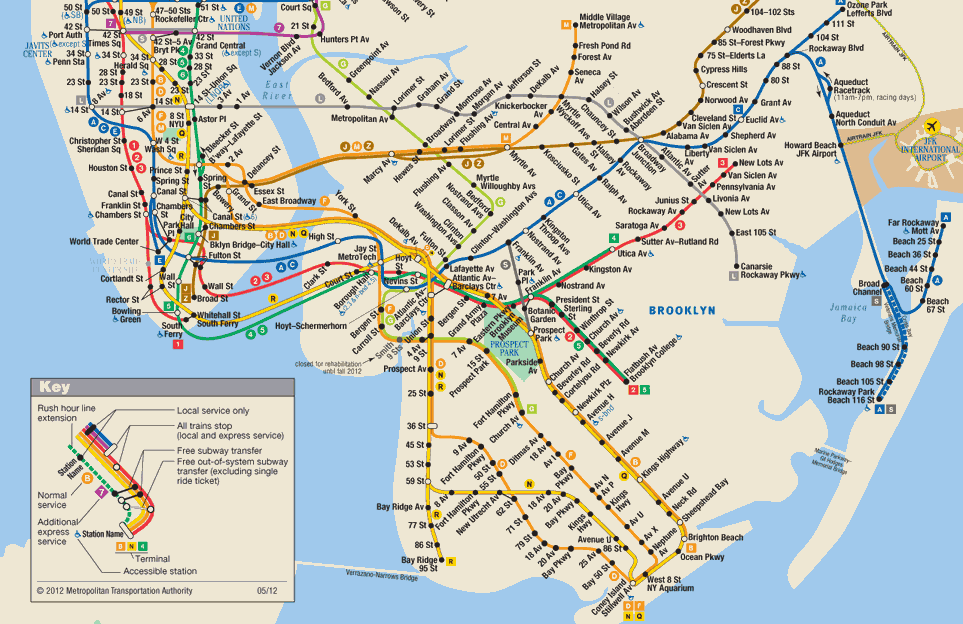 50 St
(SB)
50 St
49 St
(NB)
47–50 Sts
Rockefeller Ctr
51 St
UNITED
NATIONS
Court Sq
21 St
Hunters Pt Av
Vernon Blvd
Jackson Av
42 St
Port Auth
(except S)
JAVITS
CENTER
34 St
Penn Sta
Times Sq
42 St
42 St–5 Av
Bryt Pk
42 St
Grand Central
(except S)
34 St
Herald Sq
33 St
28 St
23 St
14 St
8 Av
18 St
14 St
14 St–Union Sq
3 Av
1 Av
Astor Pl
8 St
NYU
W 4 St
Wash Sq
Christopher St
Sheridan Sq
Houston St
Canal St
Franklin St
Chambers St
World Trade Center
Cortlandt St
Rector St
Bowling
Green
South
Ferry
Whitehall St
South Ferry
Wall St
Broad St
Fulton St
Bklyn Bridge–City Hall
Chambers St
City
Hall
Park
Pl
Canal St
Prince St
Spring St
Bleecker St
B'way–Lafayette St
2 Av
Delancey St
Essex St
East Broadway
Grand St
Bowery
East
River
York St
High St
Clark St
Court St
Borough Hall
Jay St
MetroTech
Hoyt St
Nevins St
DeKalb Av
Fulton St
Lafayette Av
Atlantic Av–
Barclays Ctr
Hoyt–Schermerhorn
Bergen St
Carroll St
Smith
9 Sts
closed for rehabilitation
until fall 2012
Union St
4 Av
9 St
7 Av
15 St
Prospect Park
Prospect Av
25 St
36 St
45 St
53 St
59 St
Bay Ridge Av
77 St
86 St
Bay Ridge
95 St
Verrazano-Narrows Bridge
Bergen St
Grand Army
Plaza
7 Av
Eastern Pkwy
Brooklyn
Museum
PROSPECT
PARK
Botanic
Garden
Prospect
Park
Parkside
Av
Park
Pl
Franklin Av
President St
Sterling St
Winthrop St
Church Av
Beverly Rd
Newkirk Av
Flatbush Av
Brooklyn College
Church Av
Beverley Rd
Cortelyou Rd
Newkirk Plz
Avenue H
(s-bnd)
Avenue J
Avenue M
Kings Highway
Avenue U
Neck Rd
Sheepshead Bay
Brighton Beach
Ocean Pkwy
West 8 St
NY Aquarium
Coney Island
Stillwell Av
Fort Hamilton
Pkwy
Church Av
Ditmas Av
18 Av
Bay
Pkwy
Av N
Av P
Kings
Hwy
Av U
Av X
Neptune
Av
9 Av
Fort Hamilton
Pkwy
50 St
55 St
62 St
71 St
79 St
18 Av
20 Av
Bay Pkwy
25 Av
Bay 50 St
8 Av
Fort Hamilton
Pkwy
New Utrecht Av
18 Av
20 Av
Bay Pkwy
Kings
Hwy
Avenue U
86 St
Greenpoint Av
Nassau Av
Bedford Av
Metropolitan Av
Lorimer St
Graham Av
Grand St
Montrose Av
Morgan Av
Jefferson St
DeKalb Av
Halsey St
Wilson Av
Bushwick Av
Aberdeen St
Broadway
Flushing Av
Knickerbocker
Central Av
Myrtle
Wyckoff Avs
Middle Village
Metropolitan Av
Fresh Pond Rd
Forest Av
Seneca
Av
Marcy Av
Hewes St
Lorimer St
Flushing Av
Myrtle Av
Kosciusko St
Gates Av
Halsey St
Chauncey St
Myrtle
Willoughby Avs
Bedford
Nostrand Avs
Classon Av
Clinton–Washington Avs
Washington Avs
Franklin Av
Nostrand Av
Kingston
Throop Avs
Utica Av
Ralph Av
Rockaway Av
Broadway
Junction
Alabama Av
Van Siclen Av
Cleveland St
Norwood Av
Crescent St
Cypress Hills
75 St–Elderts La
85 St–Forest Pkwy
Woodhaven Blvd
104–102 Sts
Ozone Park
Lefferts Blvd
111 St
104 St
Rockaway Blvd
88 St
80 St
Grant Av
Euclid Av
Shepherd Av
Van Siclen Av
Liberty Av
Atlantic Av
Sutter
Av
Livonia Av
New Lots Av
East 105 St
Canarsie
Rockaway Pkwy
New Lots Av
Van Siclen Av
Pennsylvania Av
Junius St
Rockaway Av
Saratoga Av
Sutter Av–Rutland Rd
Utica Av
Kingston Av
Nostrand Av
Franklin Av
BROOKLYN
Aqueduct
Racetrack
(11am-7pm, racing days)
Aqueduct
North Conduit Av
Howard Beach
JFK Airport
AIRTRAIN JFK
AIRTRAIN JFK
JFK
INTERNATIONAL
AIRPORT
Far Rockaway
Mott Av
Beach 25 St
Beach 36 St
Beach 44 St
Beach
60 St
Beach
67 St
Broad
Channel
Jamaica
Bay
Beach 90 St
Beach 98 St
Beach 105 St
Rockaway Park
Beach 116 St
Marine Parkway-
Gil Hodges
Memorial Bridge
Key
Rush hour line
extension
Local service only
All trains stop
(local and express service)
Free subway transfer
Free out-of-system subway
transfer (excluding single
ride ticket)
Station
Name
Normal
service
Additional
express
service
Station Name
B N 4
Terminal
Accessible station
© 2012 Metropolitan Transportation Authority 05/12